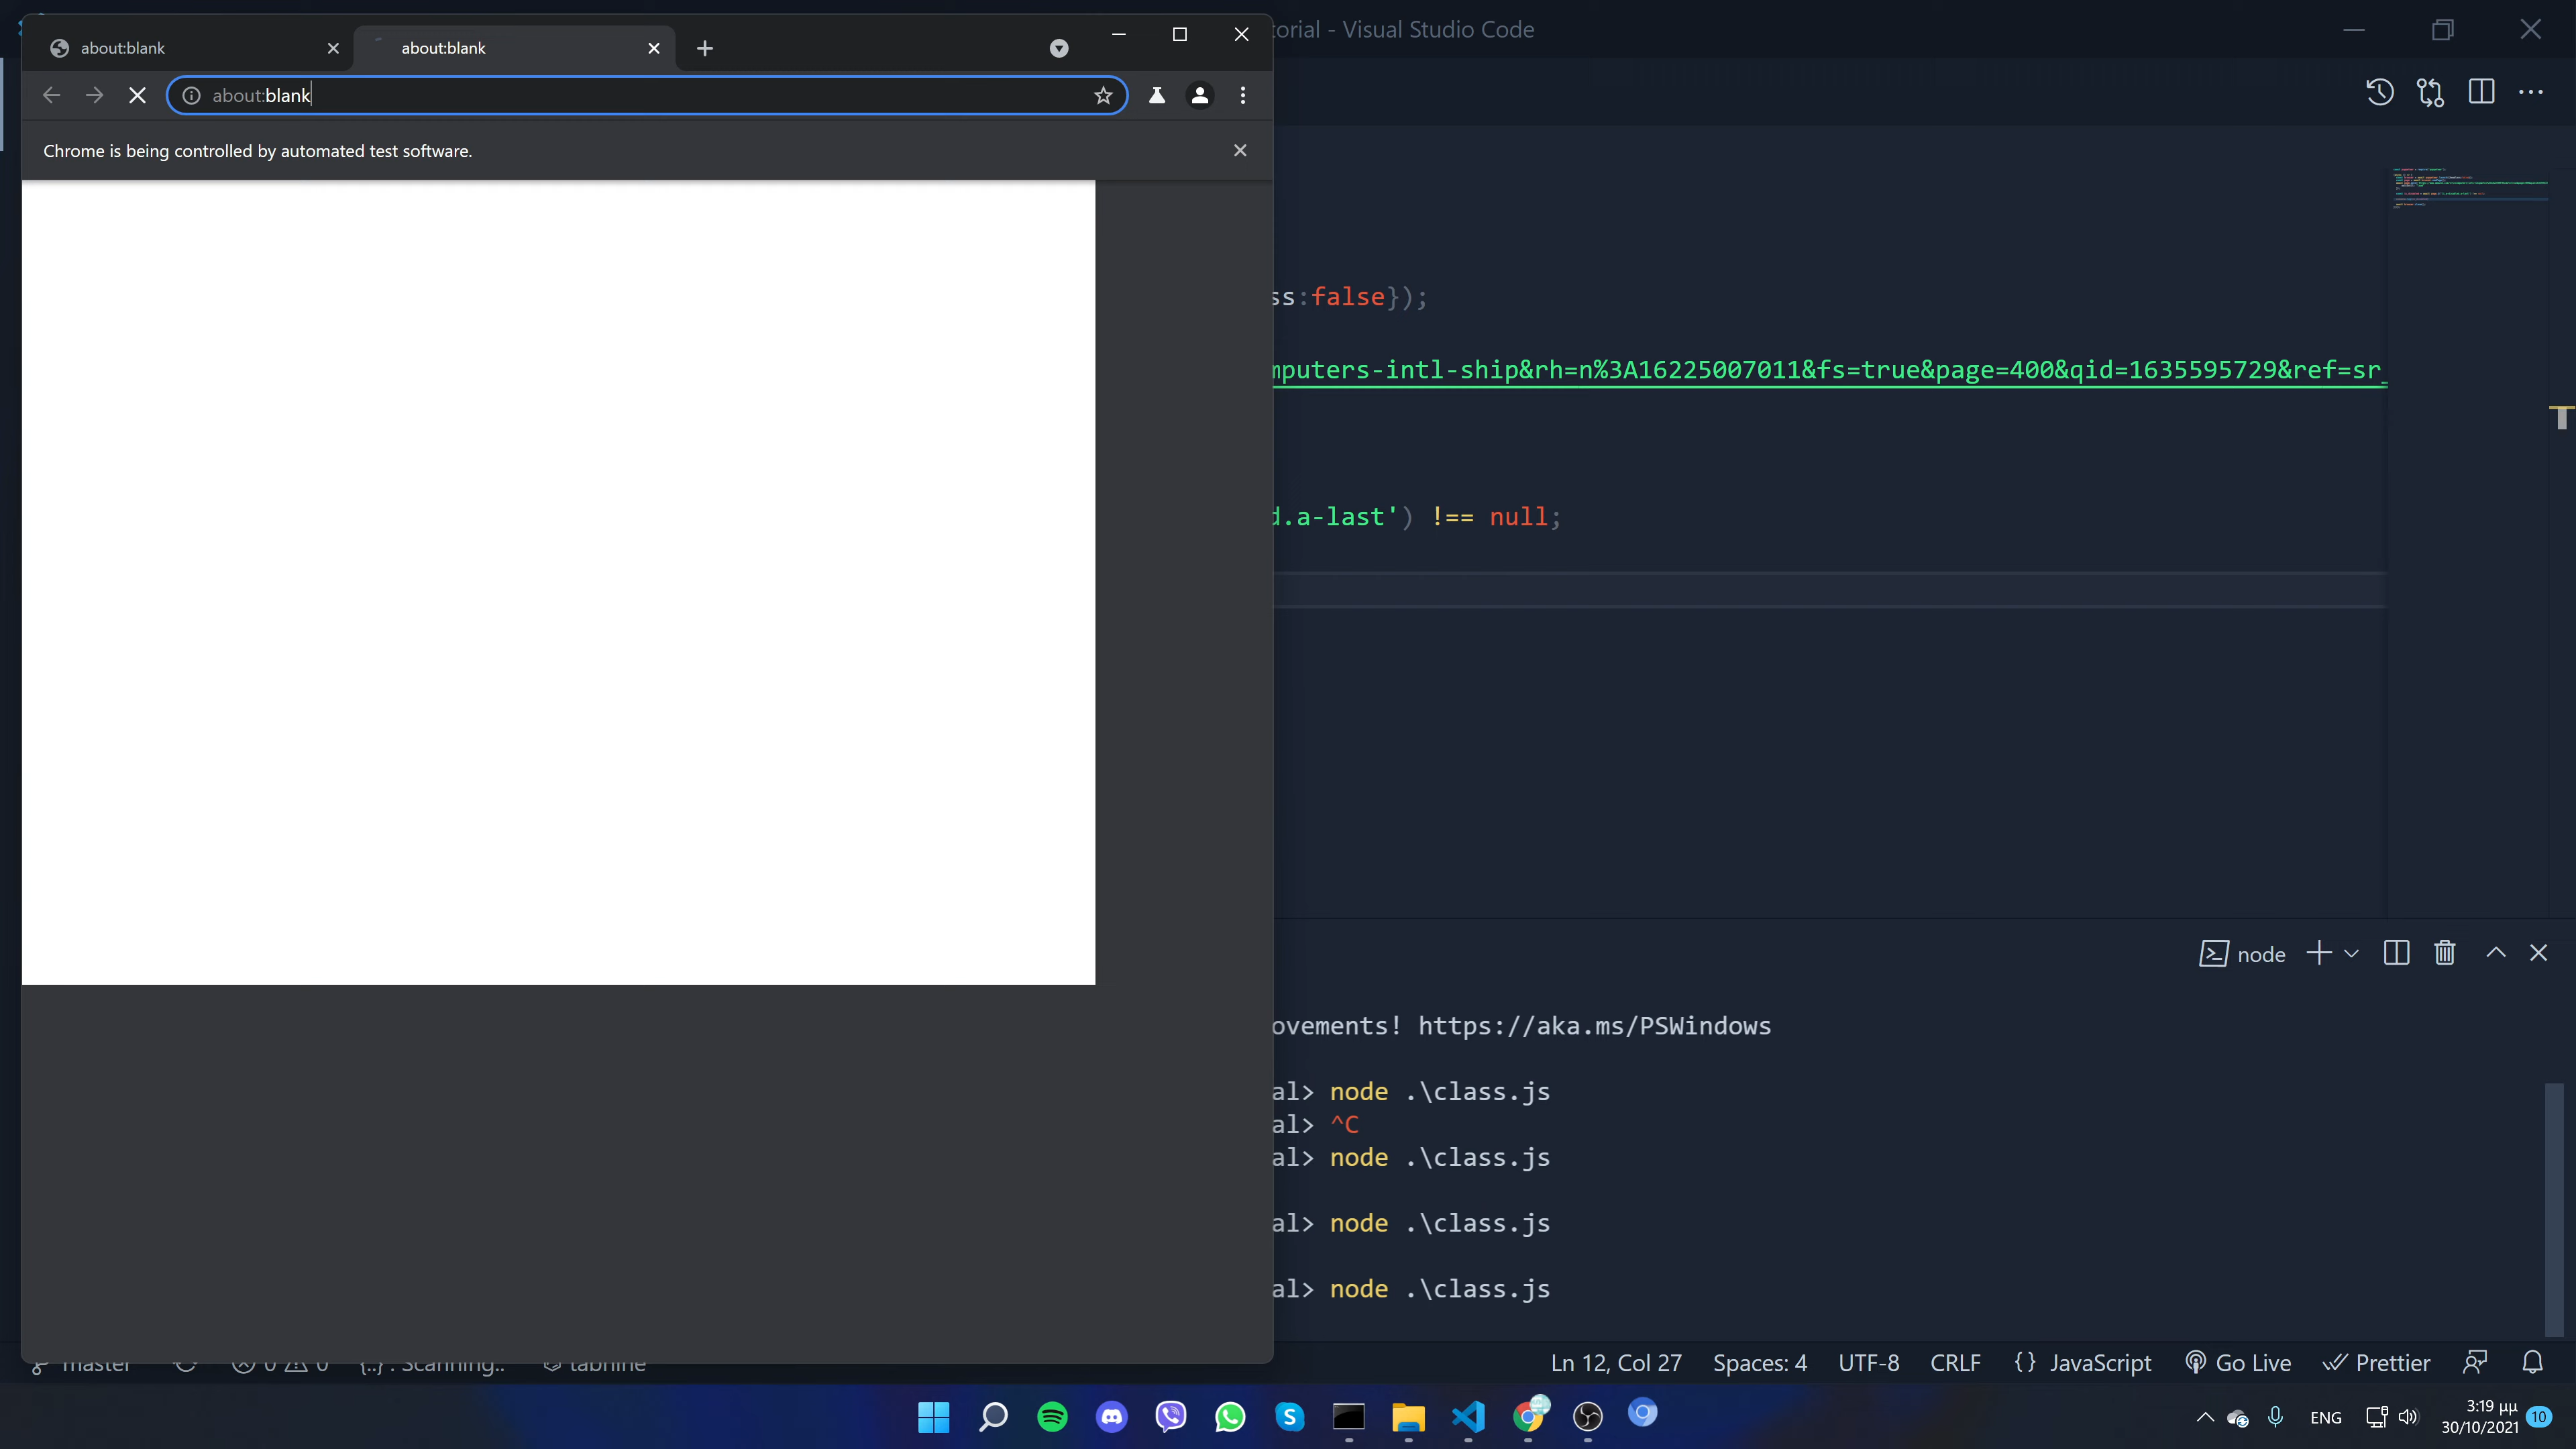 about:blank
about:blank
torial - Visual Studio Code
about:blank
Chrome is being controlled by automated test software.
ss:false});
mputers-intl-ship&rh=n%3A16225007011&fs=true&page=400&qid=1635595729&ref=sr_
d.a-last') !== null;
node
ovements! https://aka.ms/PSWindows
al> node .\class.js
al> ^C
al> node .\class.js
al> node .\class.js
al> node .\class.js
master 0 0 {..} : Scanning.. tabnine
Ln 12, Col 27 Spaces: 4 UTF-8 CRLF {} JavaScript Go Live Prettier
ENG
3:19 μμ
30/10/2021
10